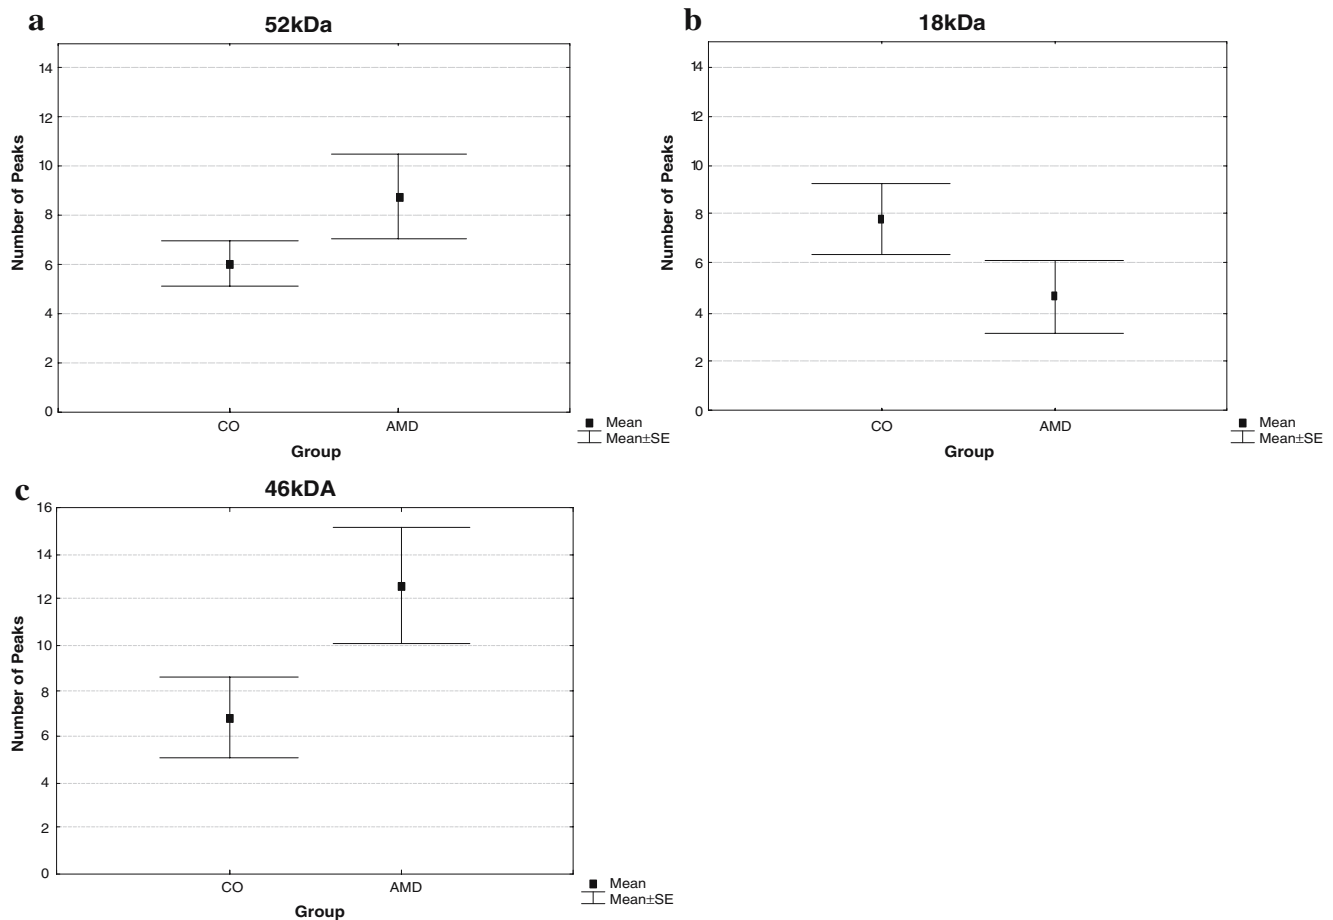 a
52kDa
14
12
10
8
6
4
2
0
Number of Peaks
CO
AMD
Group
Mean
Mean±SE
b
18kDa
14
12
10
8
6
4
2
0
Number of Peaks
CO
AMD
Group
Mean
Mean±SE
c
46kDA
16
14
12
10
8
6
4
2
0
Number of Peaks
CO
AMD
Group
Mean
Mean±SE